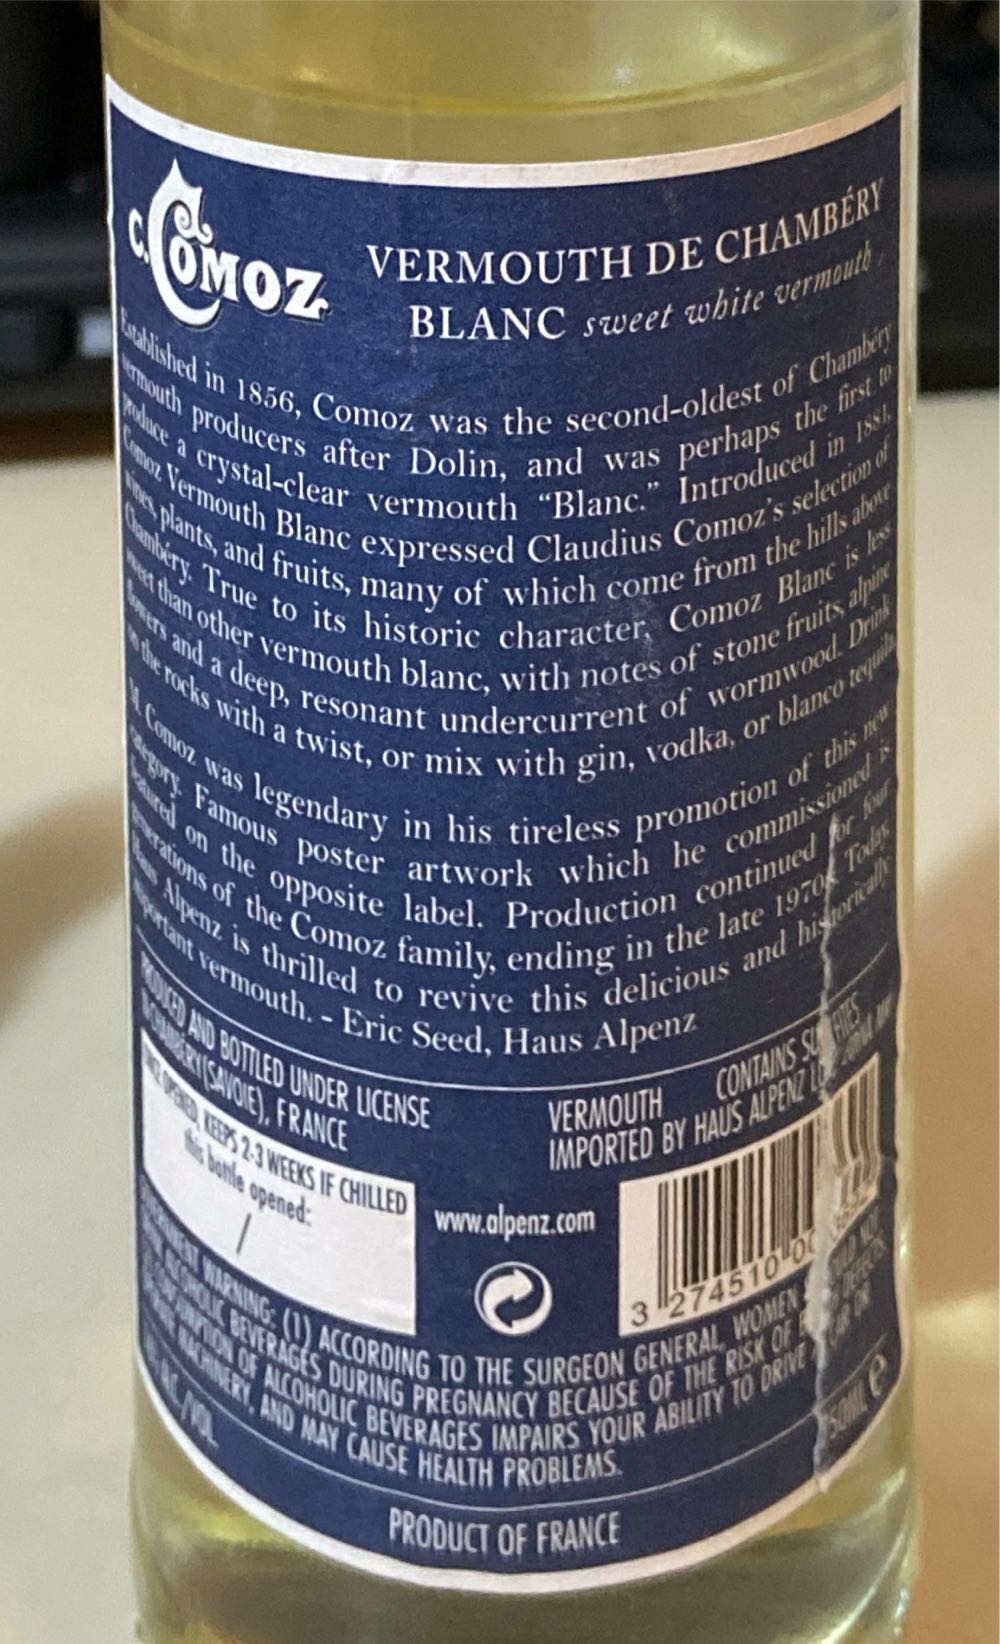 C. Comoz
VERMOUTH DE CHAMBÉRY
BLANC sweet white vermouth
Established in 1856, Comoz was the second-oldest of Chambéry
vermouth producers after Dolin, and was perhaps the first to
produce a crystal-clear vermouth “Blanc.” Introduced in 1881,
Comoz Vermouth Blanc expressed Claudius Comoz’s selection of
wines, plants, and fruits, many of which come from the hills above
Chambéry. True to its historic character, Comoz Blanc is less
sweet than other vermouth blanc, with notes of stone fruits, alpine
flowers and a deep, resonant undercurrent of wormwood. Drink
on the rocks with a twist, or mix with gin, vodka, or blanco tequila.
M. Comoz was legendary in his tireless promotion of this new
category. Famous poster artwork which he commissioned is
featured on the opposite label. Production continued for four
generations of the Comoz family, ending in the late 1970s. Today,
Haus Alpenz is thrilled to revive this delicious and historically
important vermouth. - Eric Seed, Haus Alpenz
PRODUCED AND BOTTLED UNDER LICENSE
IN CHAMBERY (SAVOIE), FRANCE
VERMOUTH CONTAINS
IMPORTED BY HAUS ALPENZ
ONCE OPENED, KEEPS 2-3 WEEKS IF CHILLED
this bottle opened:
/
www.alpenz.com
3 274510
GOVERNMENT WARNING: (1) ACCORDING TO THE SURGEON GENERAL, WOMEN
ALCOHOLIC BEVERAGES DURING PREGNANCY BECAUSE OF THE RISK OF
CONSUMPTION OF ALCOHOLIC BEVERAGES IMPAIRS YOUR ABILITY TO DRIVE
MACHINERY, AND MAY CAUSE HEALTH PROBLEMS.
ALC./VOL.
50ML e
PRODUCT OF FRANCE